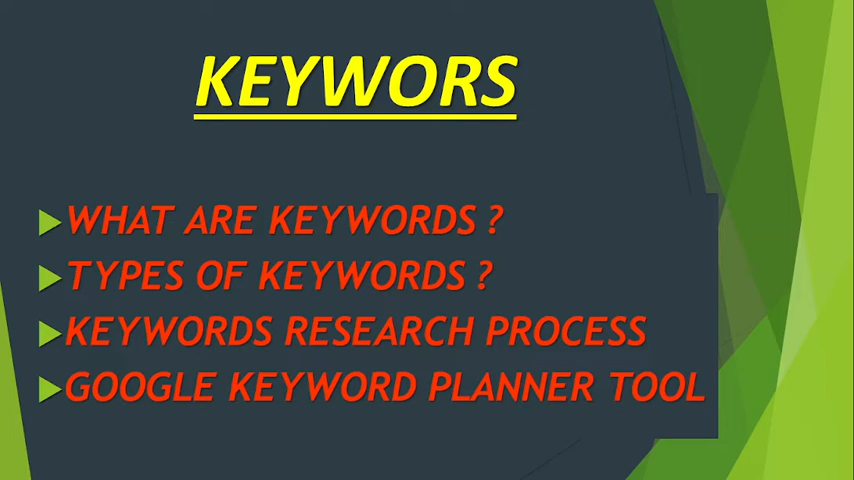 KEYWORS
WHAT ARE KEYWORDS ?
TYPES OF KEYWORDS ?
KEYWORDS RESEARCH PROCESS
GOOGLE KEYWORD PLANNER TOOL